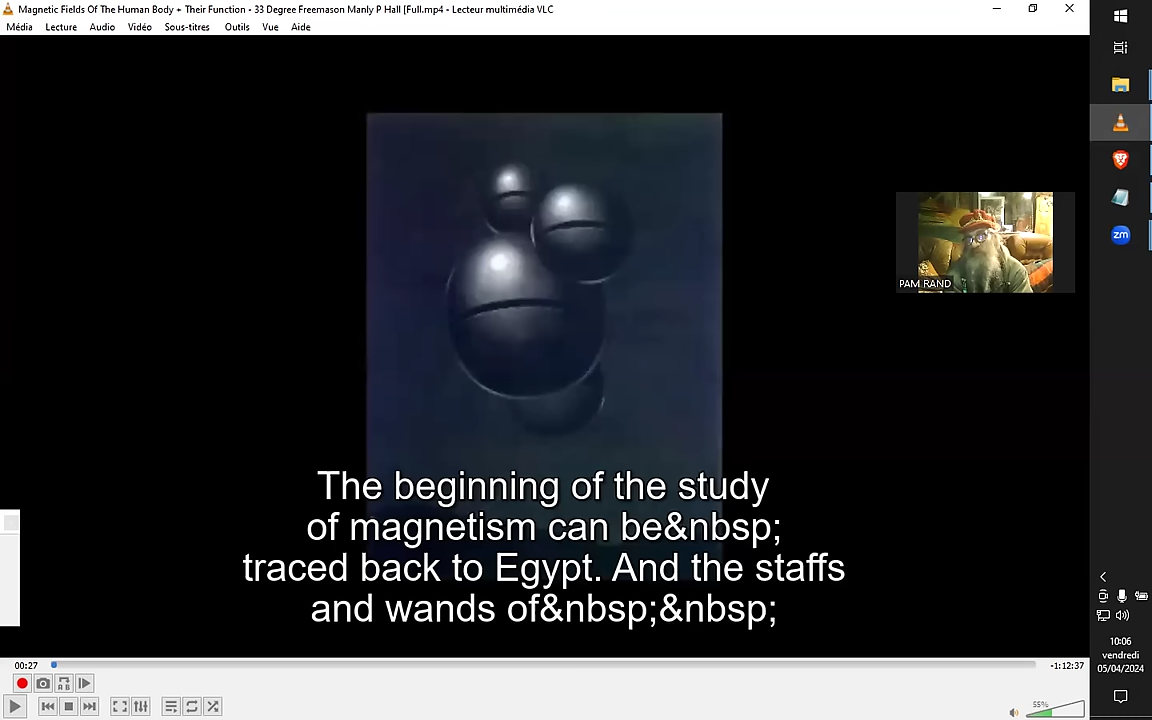 Magnetic Fields Of The Human Body + Their Function - 33 Degree Freemason Manly P Hall [Full.mp4 - Lecteur multimédia VLC
Média Lecture Audio Vidéo Sous-titres Outils Vue Aide
zm
PAM RAND
The beginning of the study
of magnetism can be&nbsp;
traced back to Egypt. And the staffs
and wands of&nbsp;&nbsp;
00:27
-1:12:37
55%
10:06
vendredi
05/04/2024